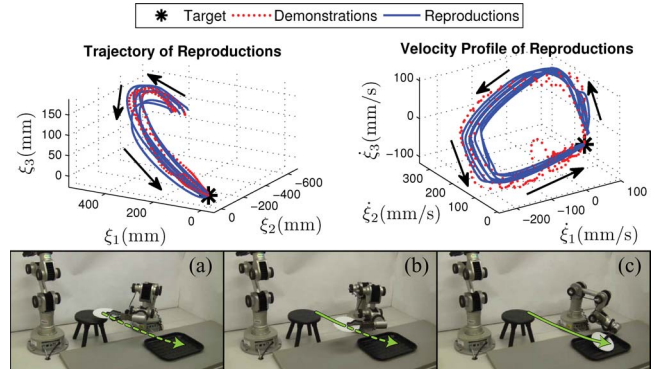 Target Demonstrations Reproductions
Trajectory of Reproductions
Velocity Profile of Reproductions
150
100
50
0
ξ3(mm)
400
200
0
ξ1(mm)
0
−200
−400
−600
ξ2(mm)
100
0
−100
ξ̇3(mm/s)
300
200
100
0
ξ̇2(mm/s)
−200
−100
0
100
ξ̇1(mm/s)
(a) (b) (c)